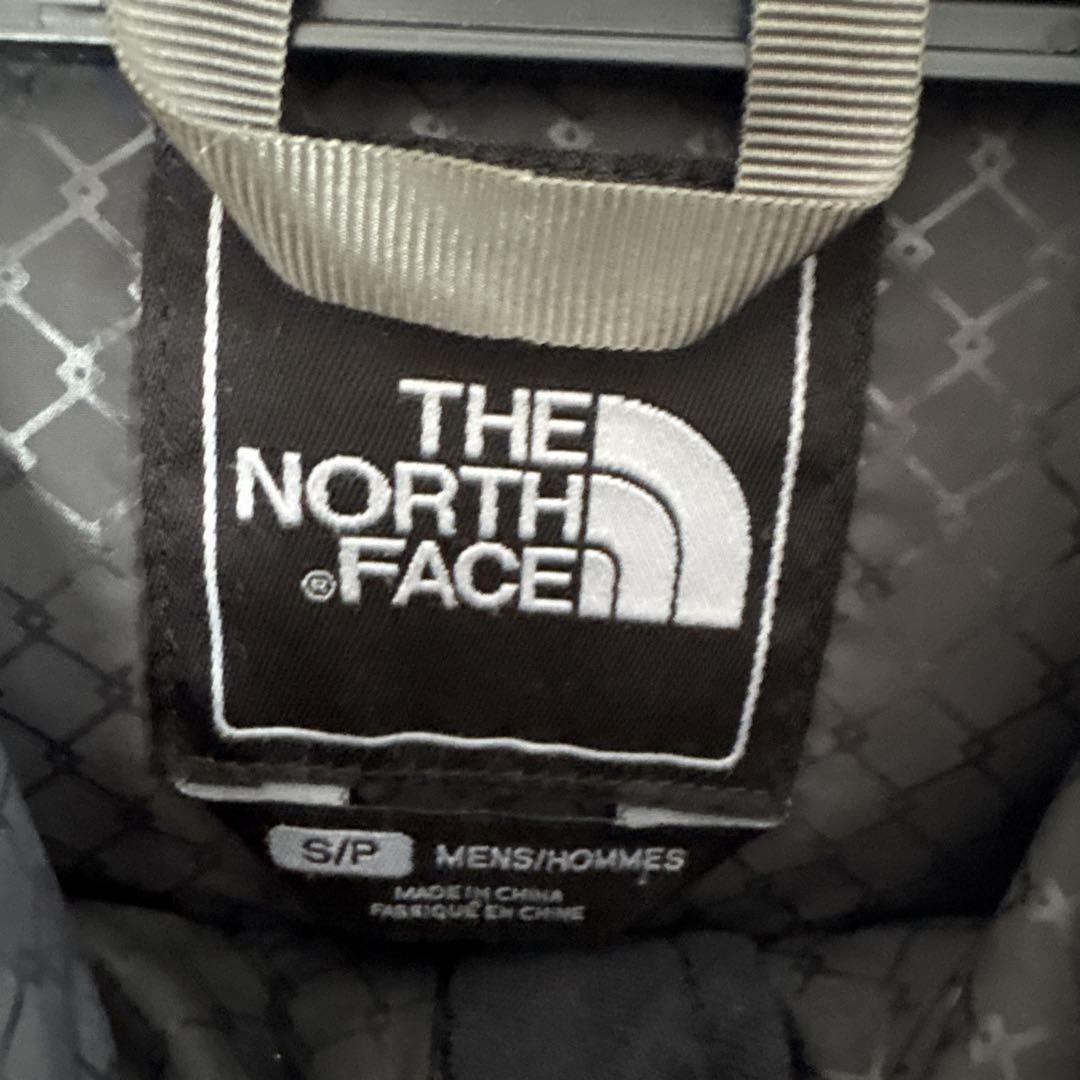 THE
NORTH
®FACE
S/P MENS/HOMMES
MADE IN CHINA
FABRIQUÉ EN CHINE